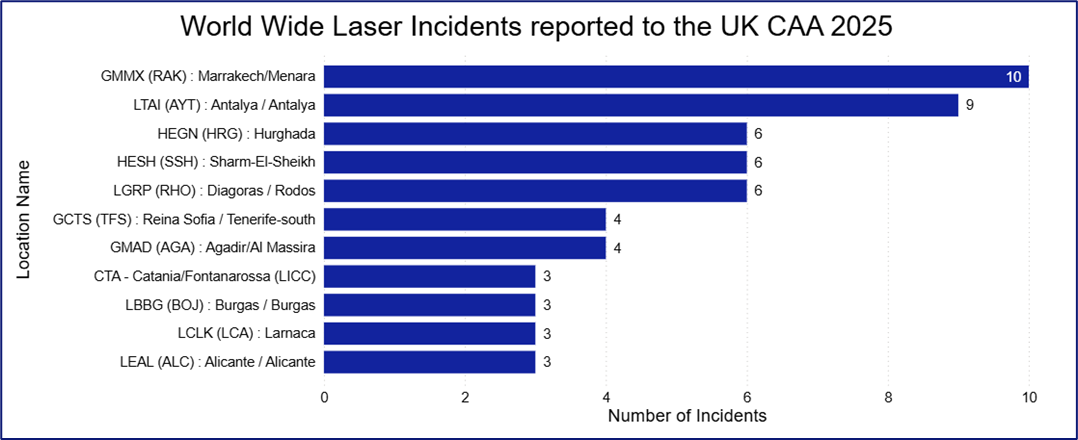 World Wide Laser Incidents reported to the UK CAA 2025
Location Name
GMMX (RAK) : Marrakech/Menara 10
LTAI (AYT) : Antalya / Antalya 9
HEGN (HRG) : Hurghada 6
HESH (SSH) : Sharm-El-Sheikh 6
LGRP (RHO) : Diagoras / Rodos 6
GCTS (TFS) : Reina Sofia / Tenerife-south 4
GMAD (AGA) : Agadir/Al Massira 4
CTA - Catania/Fontanarossa (LICC) 3
LBBG (BOJ) : Burgas / Burgas 3
LCLK (LCA) : Larnaca 3
LEAL (ALC) : Alicante / Alicante 3
0 2 4 6 8 10
Number of Incidents